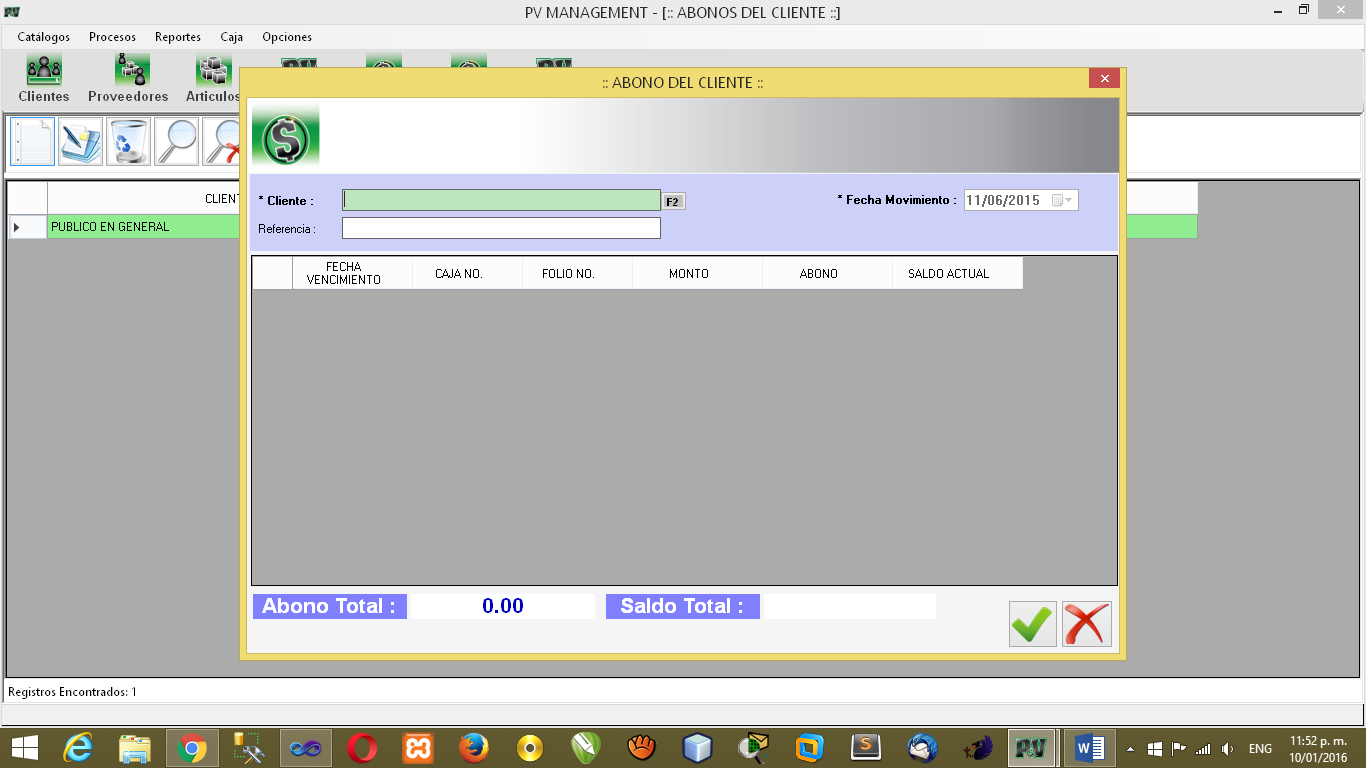 PV MANAGEMENT - [:: ABONOS DEL CLIENTE ::]
Catálogos Procesos Reportes Caja Opciones
Clientes Proveedores Articulos
:: ABONO DEL CLIENTE ::
* Cliente : F2 * Fecha Movimiento : 11/06/2015
Referencia :
CLIENT
PUBLICO EN GENERAL
FECHA VENCIMIENTO CAJA NO. FOLIO NO. MONTO ABONO SALDO ACTUAL
Abono Total : 0.00 Saldo Total :
Registros Encontrados: 1
ENG 11:52 p. m.
10/01/2016